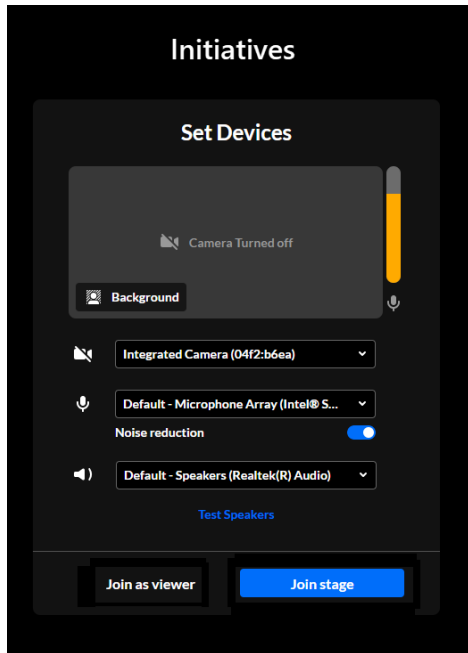 Initiatives
Set Devices
Camera Turned off
Background
Integrated Camera (04f2:b6ea)
Default - Microphone Array (Intel® S...
Noise reduction
Default - Speakers (Realtek(R) Audio)
Test Speakers
Join as viewer
Join stage